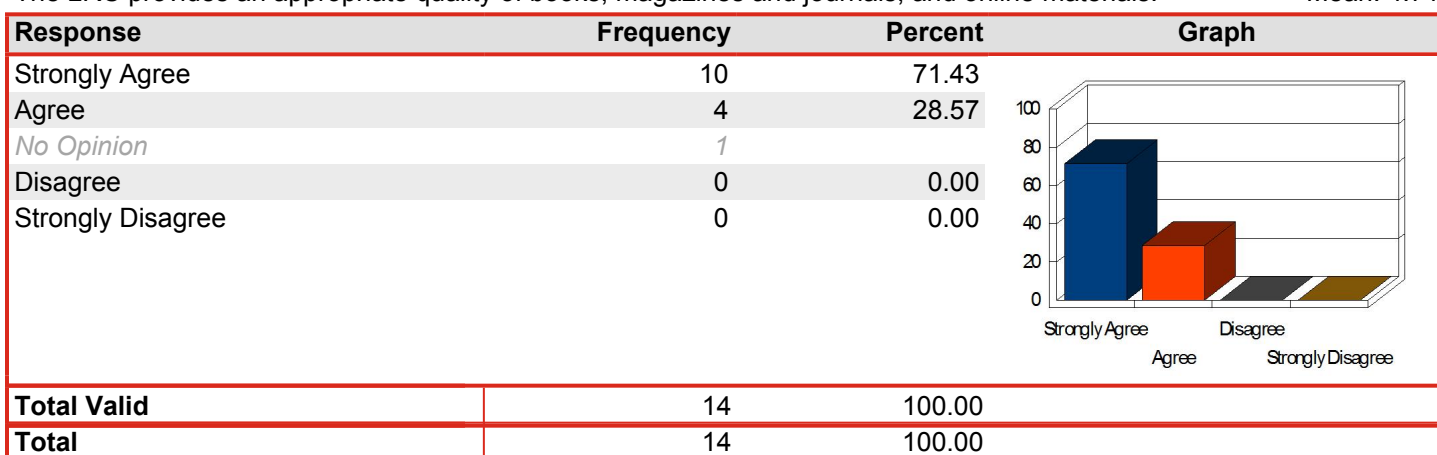 Response Frequency Percent Graph
Strongly Agree 10 71.43
Agree 4 28.57
No Opinion 1
Disagree 0 0.00
Strongly Disagree 0 0.00
100
80
60
40
20
0
Strongly Agree Disagree
Agree Strongly Disagree
Total Valid 14 100.00
Total 14 100.00